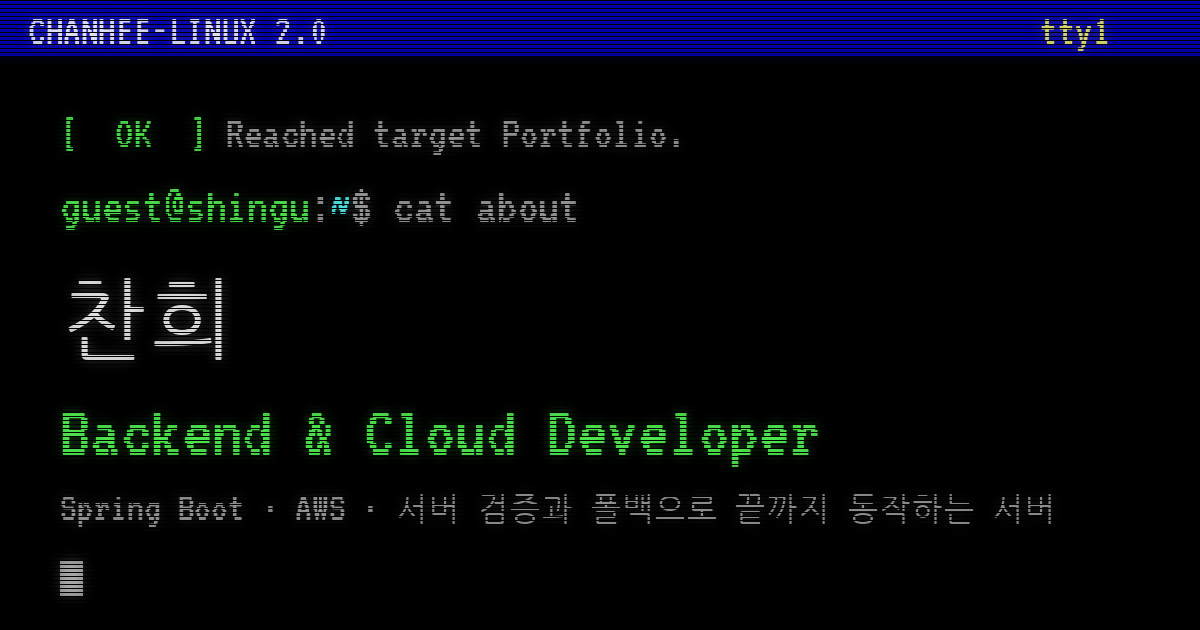 CHANHEE-LINUX 2.0 tty1
[  OK  ] Reached target Portfolio.
guest@shingu:~$ cat about
찬희
Backend & Cloud Developer
Spring Boot · AWS · 서버 검증과 폴백으로 끝까지 동작하는 서버